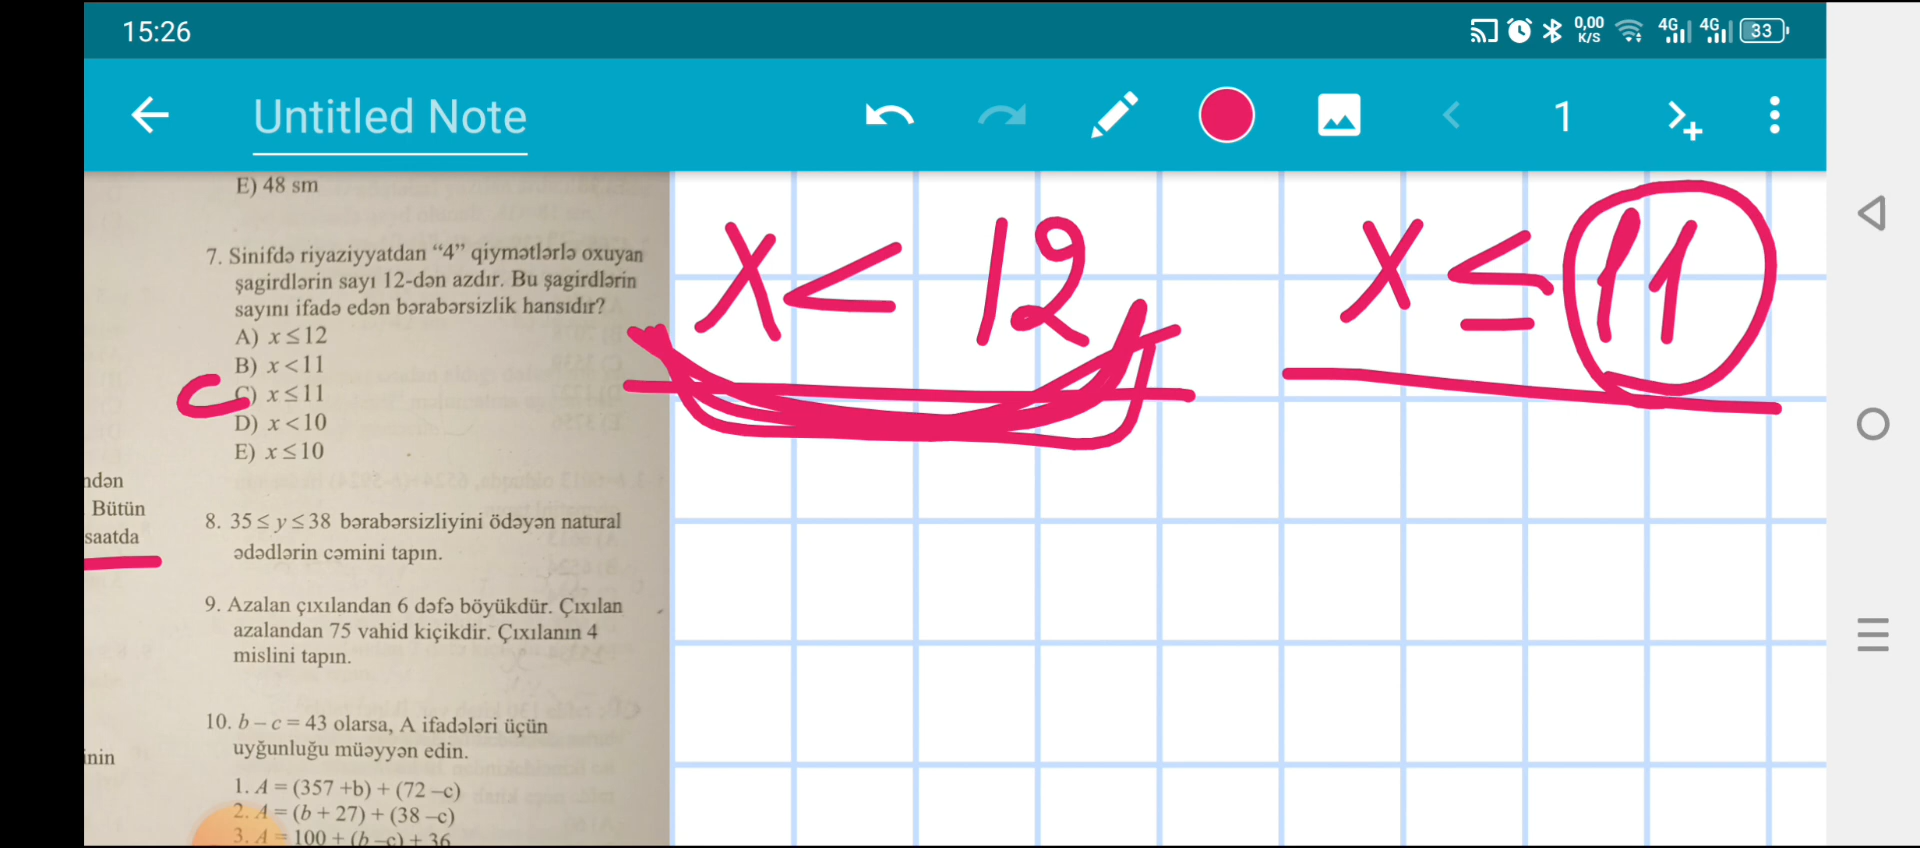 15:26
0,00 K/S 4G 4G 33
Untitled Note
1
E) 48 sm
7. Sinifdə riyaziyyatdan “4” qiymətlərlə oxuyan
şagirdlərin sayı 12-dən azdır. Bu şagirdlərin
sayını ifadə edən bərabərsizlik hansıdır?
A) x ≤ 12
B) x < 11
C) x ≤ 11
D) x < 10
E) x ≤ 10
ndən
Bütün
saatda
8. 35 ≤ y ≤ 38 bərabərsizliyini ödəyən natural
ədədlərin cəmini tapın.
9. Azalan çıxılandan 6 dəfə böyükdür. Çıxılan
azalandan 75 vahid kiçikdir. Çıxılanın 4
mislini tapın.
10. b – c = 43 olarsa, A ifadələri üçün
uyğunluğu müəyyən edin.
inin
1. A = (357 +b) + (72 –c)
2. A = (b + 27) + (38 –c)
3. A = 100 + (b –c) + 36
x < 12
x ≤ 11